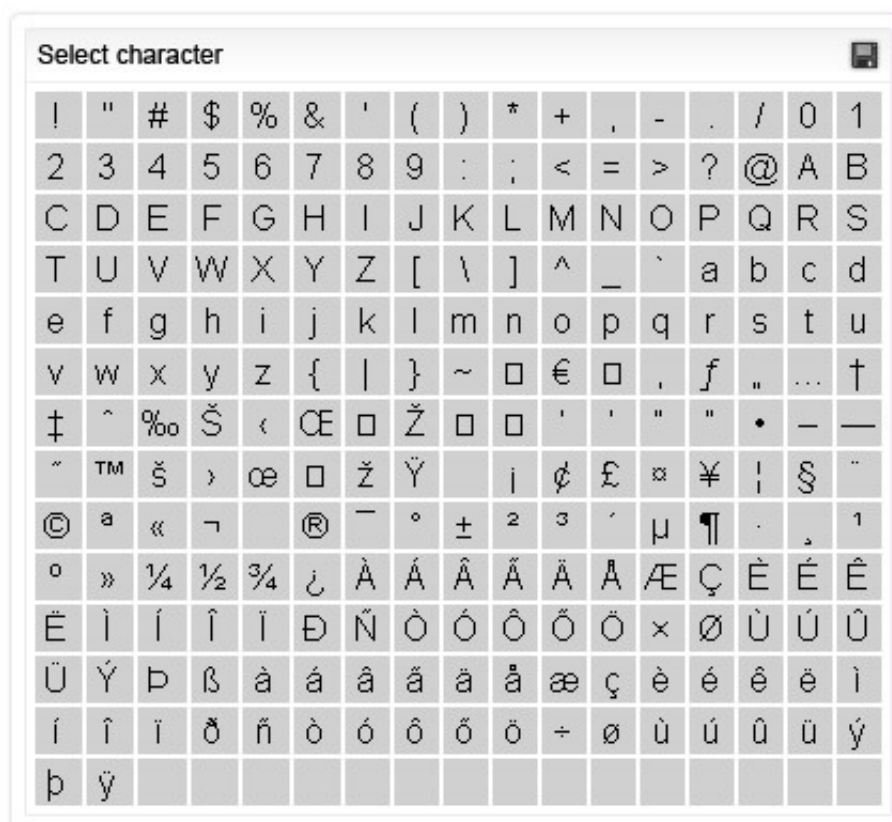 Select character
! " # $ % & ' ( ) * + , - . / 0 1
2 3 4 5 6 7 8 9 : ; < = > ? @ A B
C D E F G H I J K L M N O P Q R S
T U V W X Y Z [ \ ] ^ _ ` a b c d
e f g h i j k l m n o p q r s t u
v w x y z { | } ~ □ € □ ‚ ƒ „ … †
‡ ˆ ‰ Š ‹ Œ □ Ž □ □ ‘ ’ “ ” • – —
˜ ™ š › œ □ ž Ÿ ¡ ¢ £ ¤ ¥ ¦ § ¨
© ª « ¬ ® ¯ ° ± ² ³ ´ µ ¶ · ¸ ¹
º » ¼ ½ ¾ ¿ À Á Â Ã Ä Å Æ Ç È É Ê
Ë Ì Í Î Ï Ð Ñ Ò Ó Ô Õ Ö × Ø Ù Ú Û
Ü Ý Þ ß à á â ã ä å æ ç è é ê ë ì
í î ï ð ñ ò ó ô õ ö ÷ ø ù ú û ü ý
þ ÿ